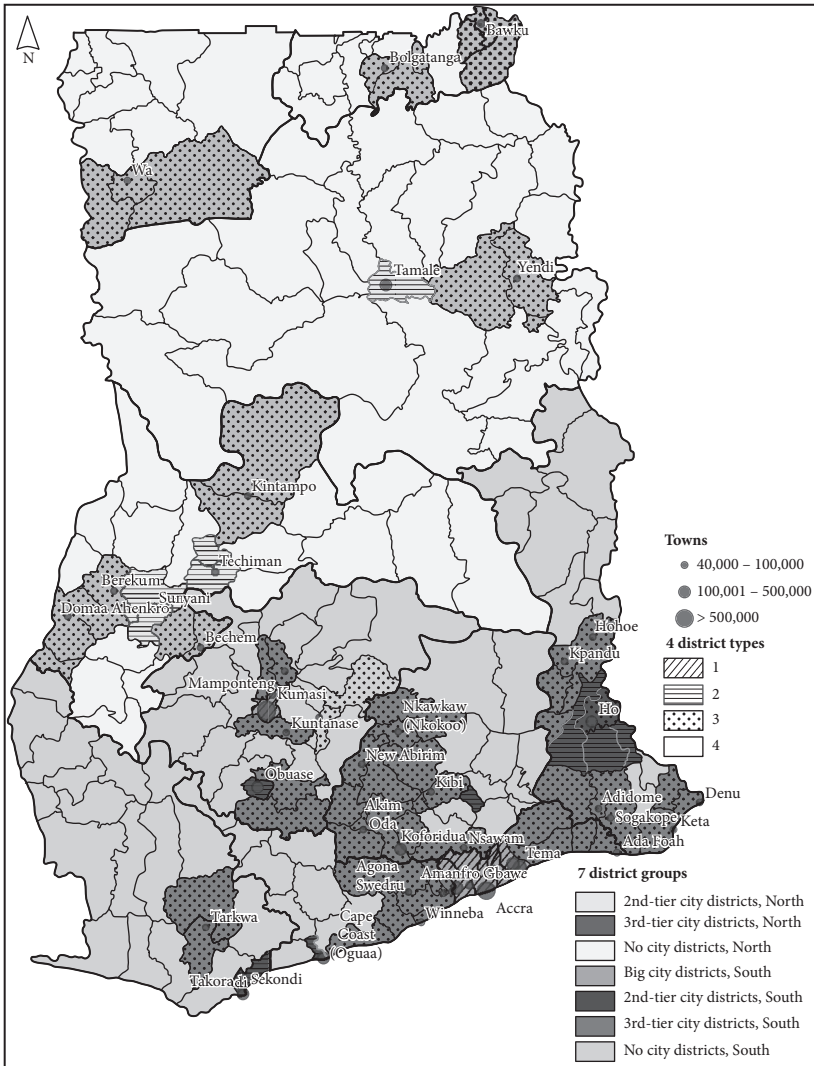 N
Bawku
Bolgatanga
Wa
Tamale
Yendi
Kintampo
Techiman
Berekum
Sunyani
Domaa Ahenkro
Bechem
Hohoe
Kpandu
Mamponteng
Kumasi
Kuntanase
Nkawkaw
(Nkokoo)
Ho
New Abirim
Obuase
Kibi
Akim
Oda
Adidome
Denu
Sogakope
Keta
Koforidua
Nsawam
Ada Foah
Tema
Agona
Swedru
Amanfro
Gbawe
Accra
Winneba
Tarkwa
Cape
Coast
(Oguaa)
Takoradi
Sekondi
Towns
40,000 – 100,000
100,001 – 500,000
> 500,000
4 district types
1
2
3
4
7 district groups
2nd-tier city districts, North
3rd-tier city districts, North
No city districts, North
Big city districts, South
2nd-tier city districts, South
3rd-tier city districts, South
No city districts, South